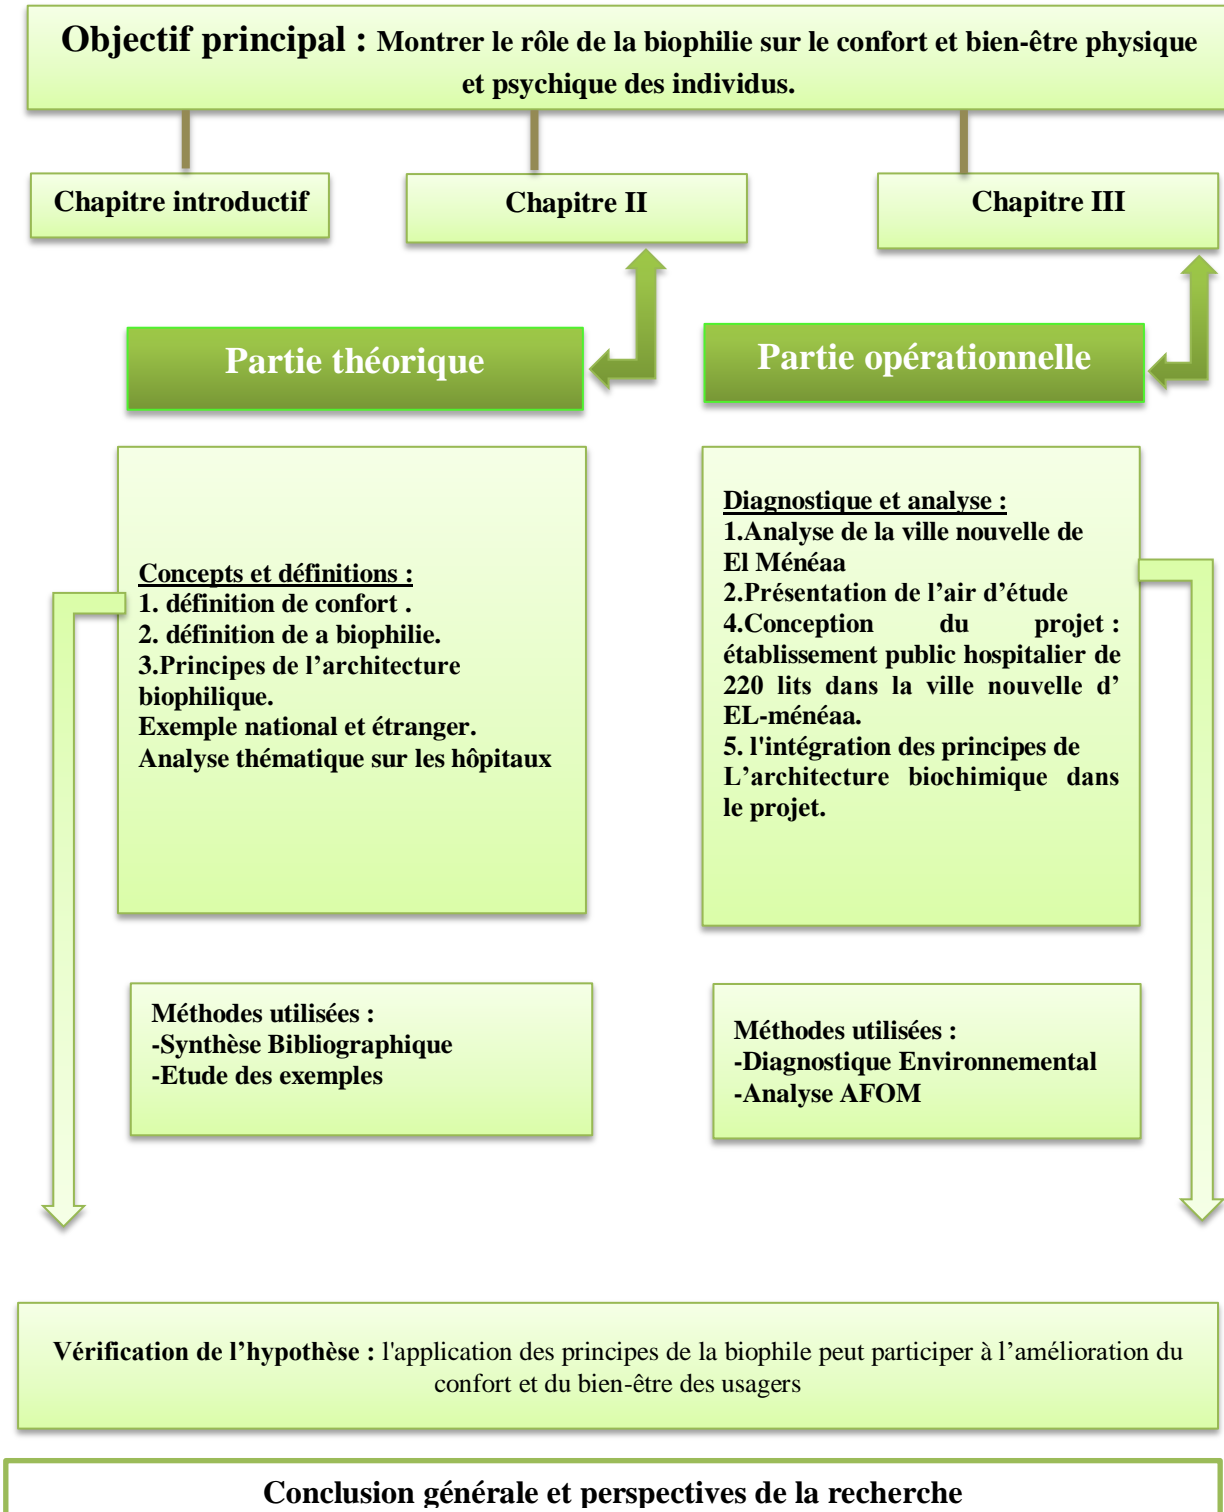 Objectif principal : Montrer le rôle de la biophilie sur le confort et bien-être physique
et psychique des individus.
Chapitre introductif
Chapitre II
Chapitre III
Partie théorique
Partie opérationnelle
Concepts et définitions :
1. définition de confort .
2. définition de a biophilie.
3.Principes de l’architecture
biophilique.
Exemple national et étranger.
Analyse thématique sur les hôpitaux
Diagnostique et analyse :
1.Analyse de la ville nouvelle de
El Ménéaa
2.Présentation de l’air d’étude
4.Conception du projet :
établissement public hospitalier de
220 lits dans la ville nouvelle d’
EL-ménéaa.
5. l'intégration des principes de
L’architecture biochimique dans
le projet.
Méthodes utilisées :
-Synthèse Bibliographique
-Etude des exemples
Méthodes utilisées :
-Diagnostique Environnemental
-Analyse AFOM
Vérification de l’hypothèse : l'application des principes de la biophile peut participer à l’amélioration du
confort et du bien-être des usagers
Conclusion générale et perspectives de la recherche